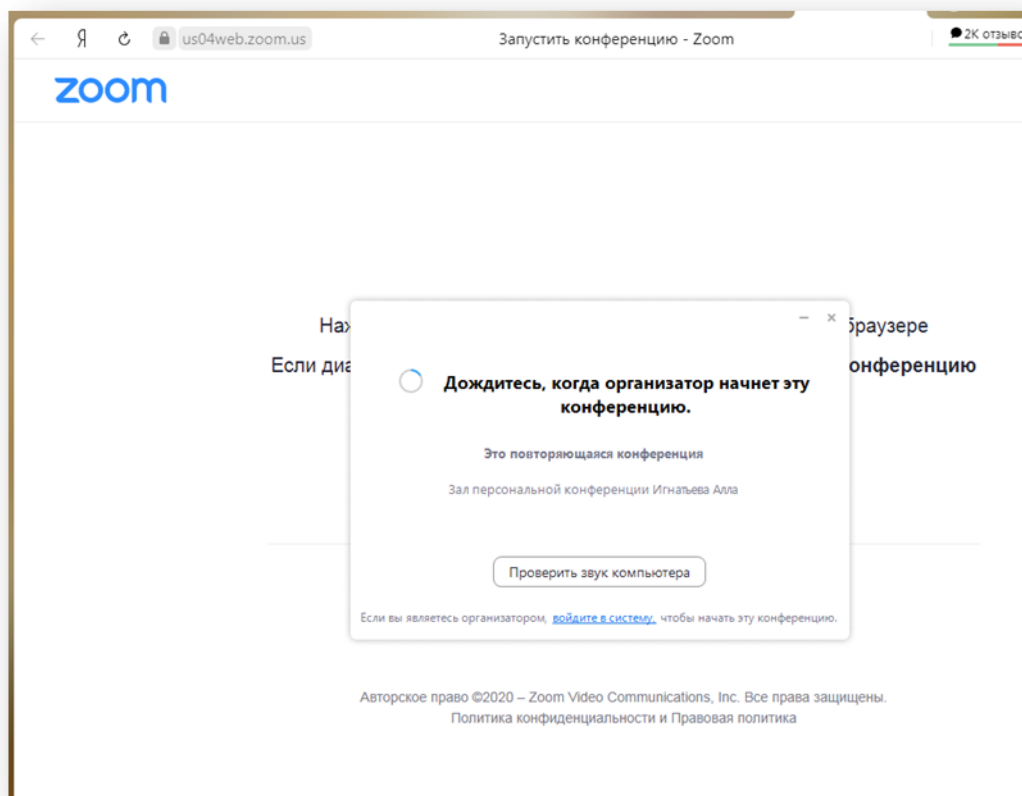 Я us04web.zoom.us Запустить конференцию - Zoom 2К отзывс
zoom
Наж
браузере
Если диа
онференцию
Дождитесь, когда организатор начнет эту
конференцию.
Это повторяющаяся конференция
Зал персональной конференции Игнатьева Алла
Проверить звук компьютера
Если вы являетесь организатором, войдите в систему, чтобы начать эту конференцию.
Авторское право ©2020 – Zoom Video Communications, Inc. Все права защищены.
Политика конфиденциальности и Правовая политика